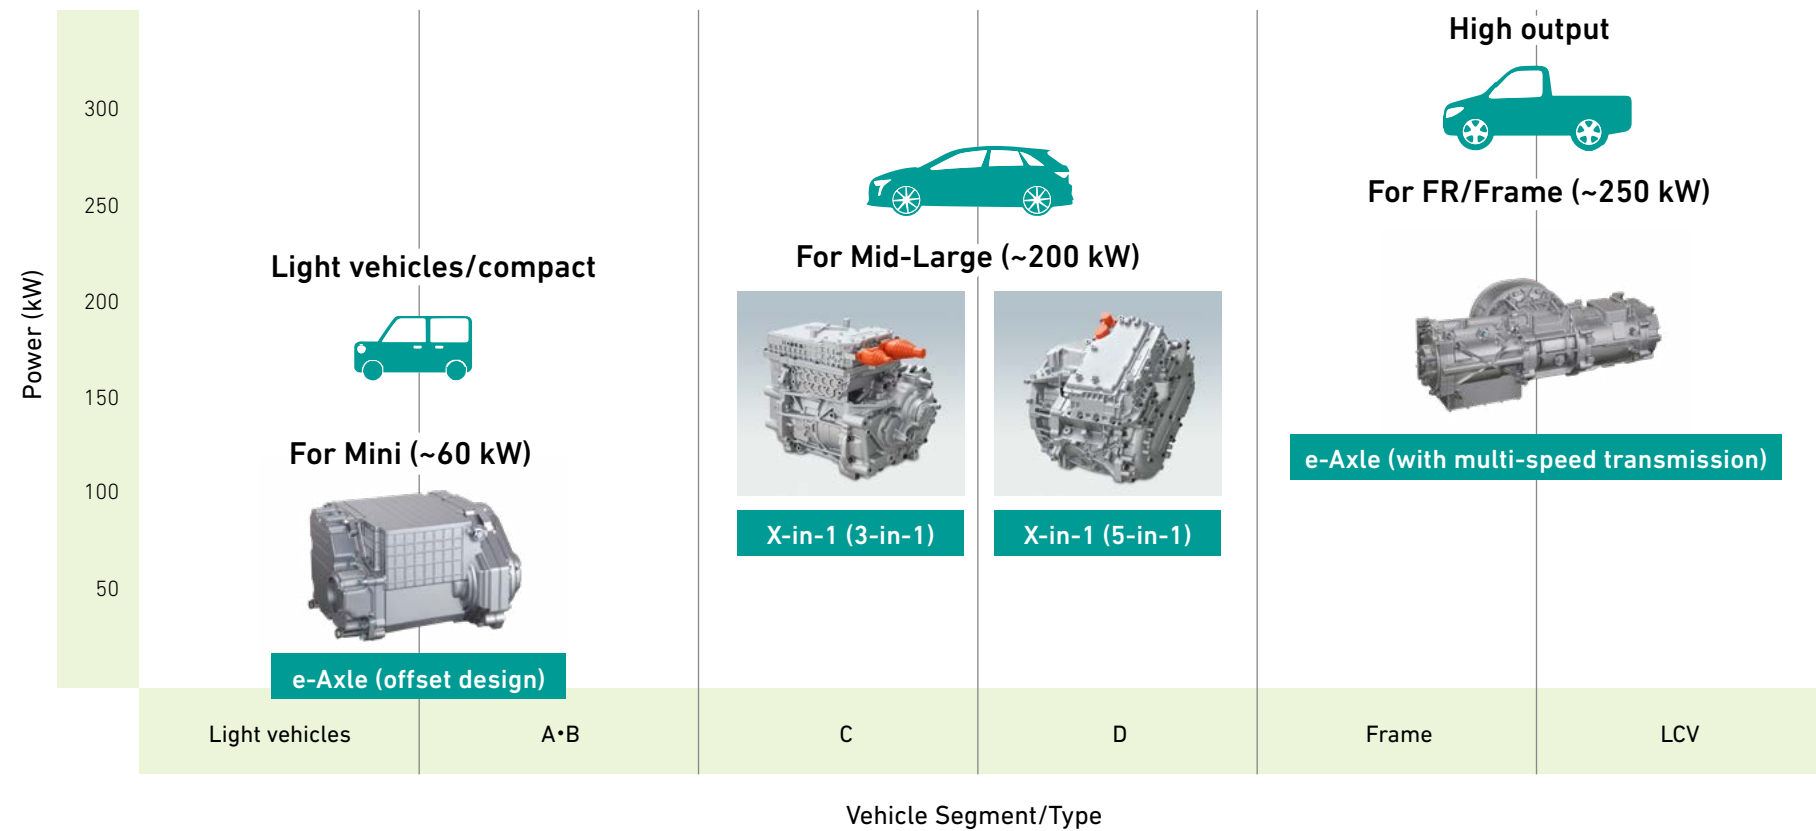 High output
For FR/Frame (~250 kW)
For Mid-Large (~200 kW)
Light vehicles/compact
For Mini (~60 kW)
Power (kW)
300
250
200
150
100
50
e-Axle (with multi-speed transmission)
X-in-1 (3-in-1)
X-in-1 (5-in-1)
e-Axle (offset design)
Light vehicles
A・B
C
D
Frame
LCV
Vehicle Segment/Type